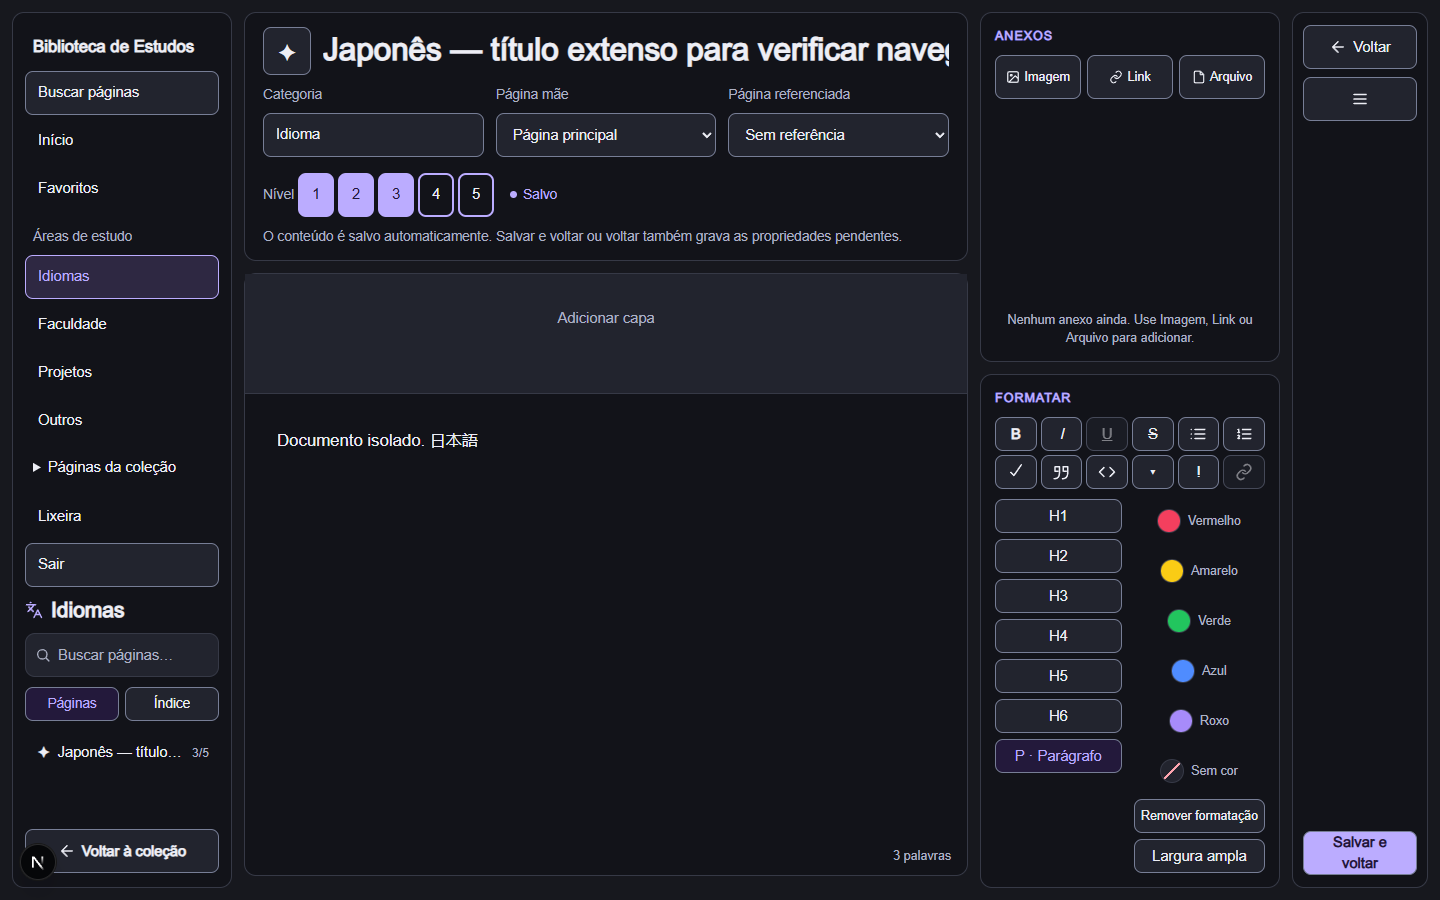 Biblioteca de Estudos
Buscar páginas
Início
Favoritos
Áreas de estudo
Idiomas
Faculdade
Projetos
Outros
Páginas da coleção
Lixeira
Sair
Idiomas
Buscar páginas...
Páginas
Índice
Japonês — título... 3/5
N
Voltar à coleção
Japonês — título extenso para verificar naveg
Categoria
Página mãe
Página referenciada
Idioma
Página principal
Sem referência
Nível 1 2 3 4 5 Salvo
O conteúdo é salvo automaticamente. Salvar e voltar ou voltar também grava as propriedades pendentes.
Adicionar capa
Documento isolado. 日本語
3 palavras
ANEXOS
Imagem
Link
Arquivo
Nenhum anexo ainda. Use Imagem, Link ou
Arquivo para adicionar.
FORMATAR
B I U S
!
H1
H2
H3
H4
H5
H6
P · Parágrafo
Vermelho
Amarelo
Verde
Azul
Roxo
Sem cor
Remover formatação
Largura ampla
Voltar
Salvar e
voltar